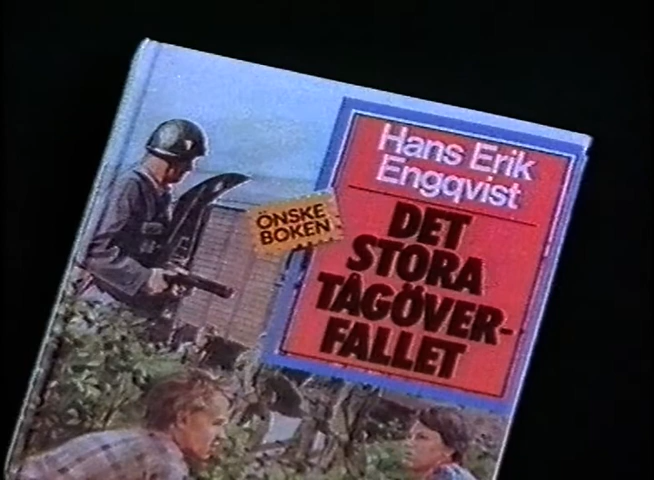 Hans Erik
Engqvist
ÖNSKE
BOKEN
DET
STORA
TÅGÖVER-
FALLET